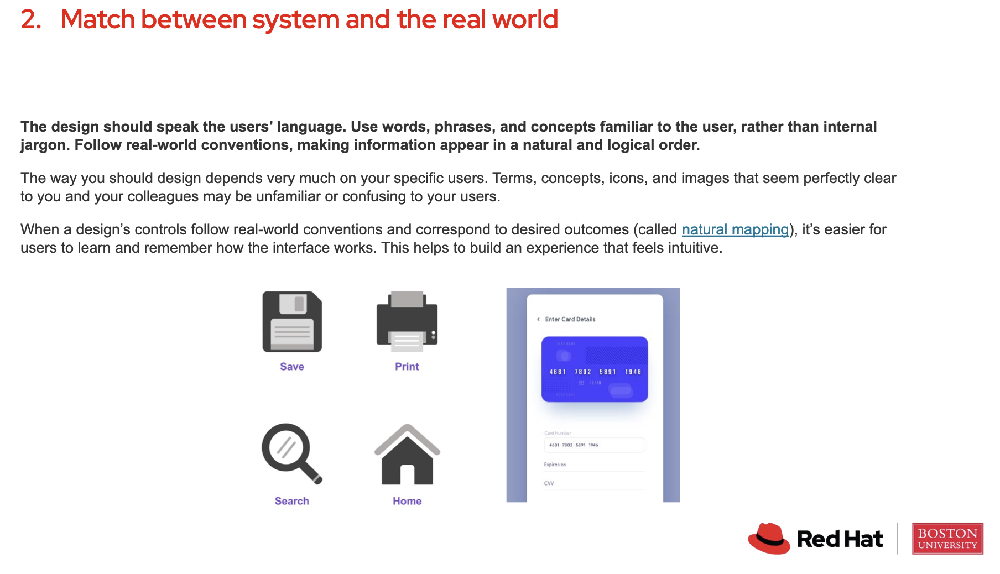 2. Match between system and the real world
The design should speak the users' language. Use words, phrases, and concepts familiar to the user, rather than internal
jargon. Follow real-world conventions, making information appear in a natural and logical order.
The way you should design depends very much on your specific users. Terms, concepts, icons, and images that seem perfectly clear
to you and your colleagues may be unfamiliar or confusing to your users.
When a design’s controls follow real-world conventions and correspond to desired outcomes (called natural mapping), it’s easier for
users to learn and remember how the interface works. This helps to build an experience that feels intuitive.
Save
Print
Search
Home
< Enter Card Details
CARD NAME
4681 7802 5891 1946
12/30
YOUR NAME
Card Number
4681 7802 5891 1946
Expires on
CVV
Red Hat
BOSTON
UNIVERSITY